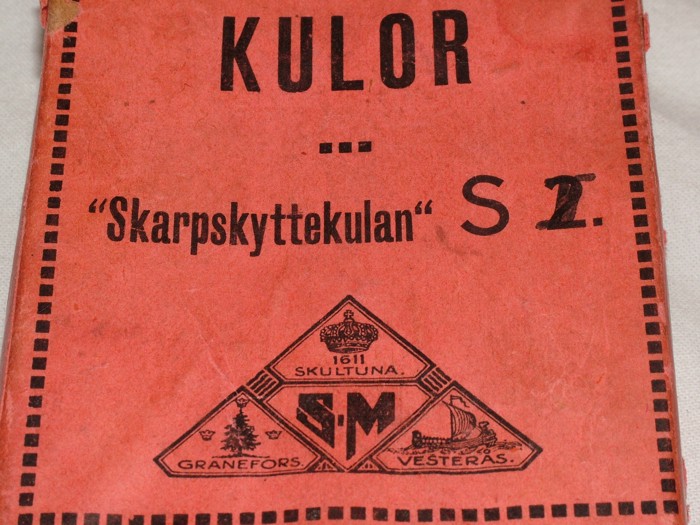 KULOR
"Skarpskyttekulan" S 2.
1611
SKULTUNA.
S-M
GRANEFORS. VESTERÅS.